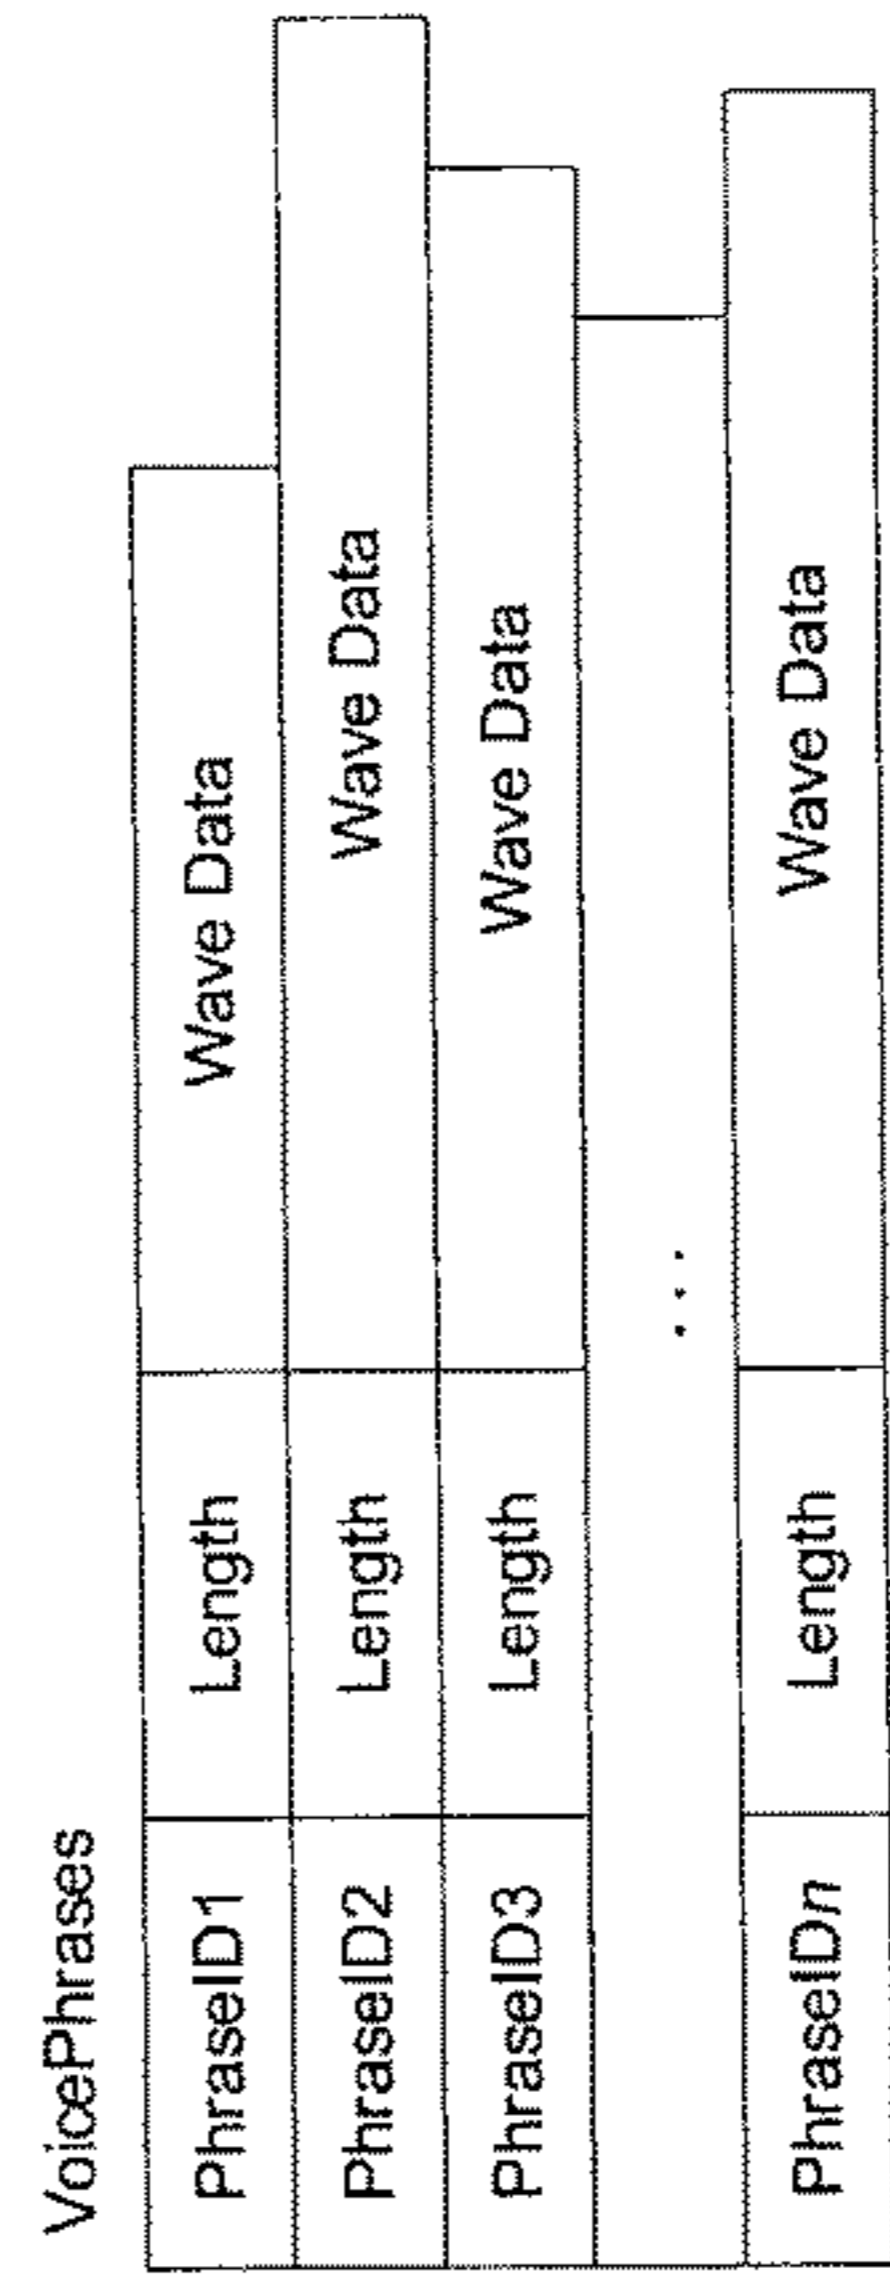 VoicePhrases
PhraseID1 Length Wave Data
PhraseID2 Length Wave Data
PhraseID3 Length Wave Data
...
PhraseIDn Length Wave Data